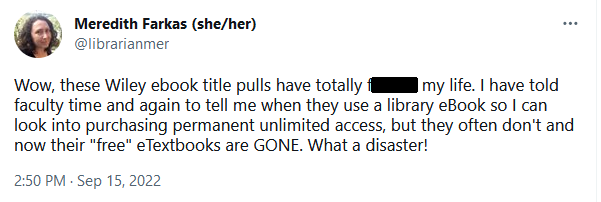 Meredith Farkas (she/her)
@librarianmer
Wow, these Wiley ebook title pulls have totally f my life. I have told
faculty time and again to tell me when they use a library eBook so I can
look into purchasing permanent unlimited access, but they often don't and
now their "free" eTextbooks are GONE. What a disaster!
2:50 PM · Sep 15, 2022